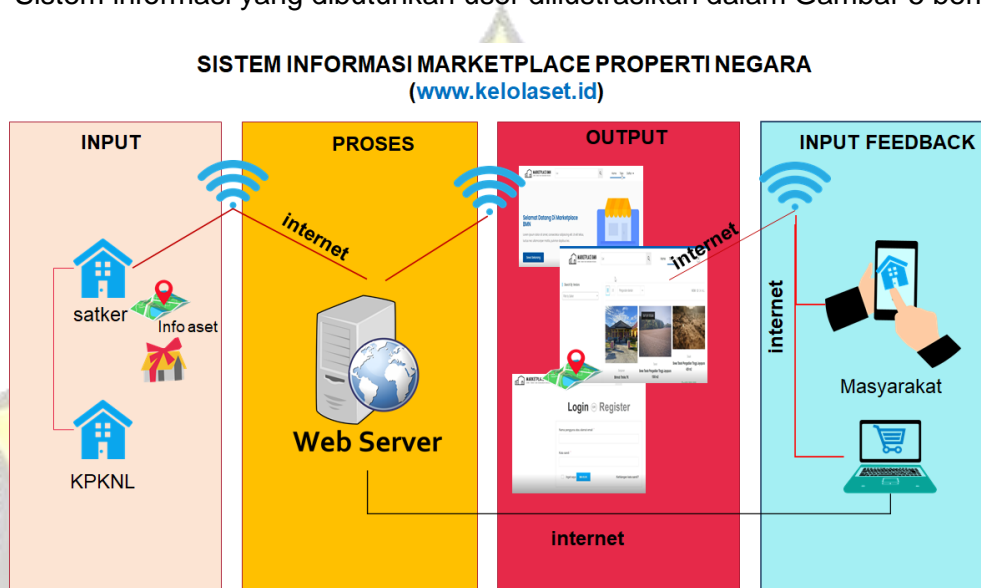 Sistem informasi yang dibutuhkan user diilustrasikan dalam Gambar
SISTEM INFORMASI MARKETPLACE PROPERTI NEGARA
(www.kelolaset.id)
INPUT
PROSES
OUTPUT
INPUT FEEDBACK
internet
satker
Info aset
KPKNL
Web Server
Selamat Datang Di Marketplace
BMN
internet
Login
Register
internet
Masyarakat
internet